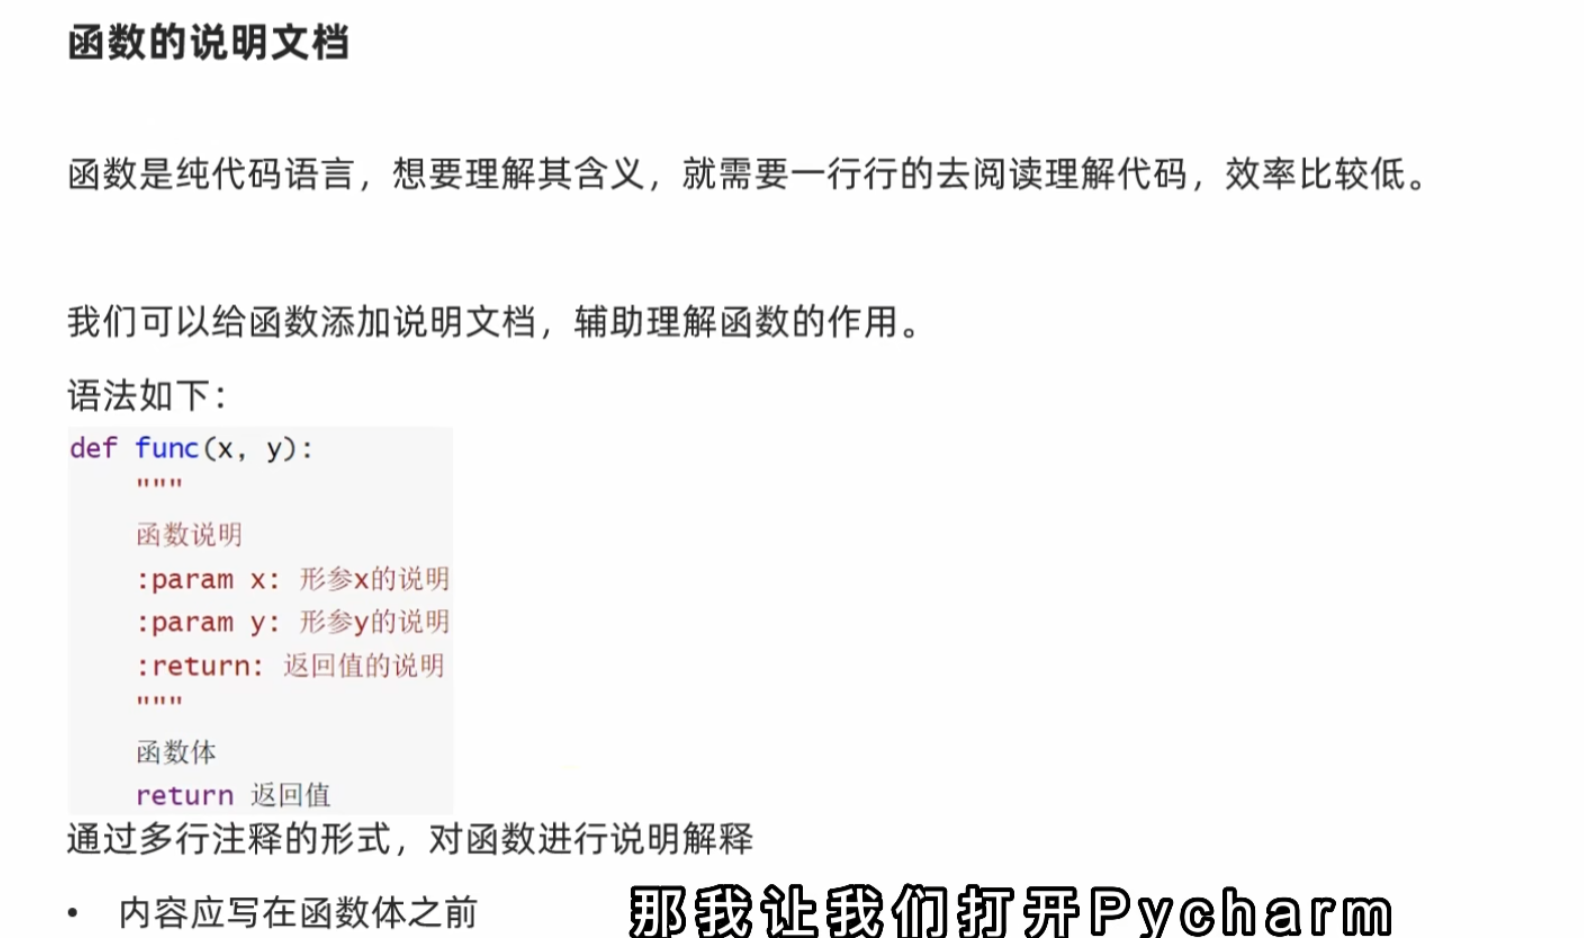 函数的说明文档
函数是纯代码语言，想要理解其含义，就需要一行行的去阅读理解代码，效率比较低。
我们可以给函数添加说明文档，辅助理解函数的作用。
语法如下：
def func(x, y):
"""
函数说明
:param x: 形参x的说明
:param y: 形参y的说明
:return: 返回值的说明
"""
函数体
return 返回值
通过多行注释的形式，对函数进行说明解释
• 内容应写在函数体之前
那我让我们打开Pycharm